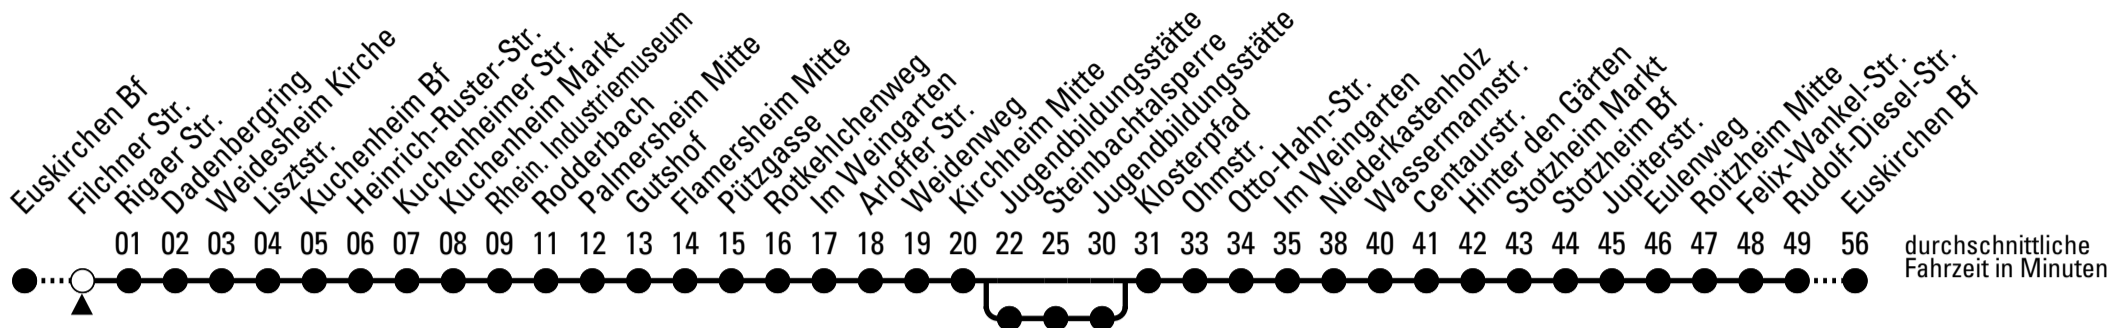 Euskirchen Bf
Filchner Str.
Rigaer Str.
Dadenbergring
Weidesheim Kirche
Lisztstr.
Kuchenheim Bf
Heinrich-Ruster-Str.
Kuchenheimer Str.
Kuchenheim Markt
Rhein. Industriemuseum
Rodderbach
Palmersheim Mitte
Gutshof
Flamersheim Mitte
Pützgasse
Rotkehlchenweg
Im Weingarten
Arloffer Str.
Weidenweg
Kirchheim Mitte
Jugendbildungsstätte
Steinbachtalsperre
Jugendbildungsstätte
Klosterpfad
Ohmstr.
Otto-Hahn-Str.
Im Weingarten
Niederkastenholz
Wassermannstr.
Centaurstr.
Hinter den Gärten
Stotzheim Markt
Stotzheim Bf
Jupiterstr.
Eulenweg
Roitzheim Mitte
Felix-Wankel-Str.
Rudolf-Diesel-Str.
Euskirchen Bf
01 02 03 04 05 06 07 08 09 11 12 13 14 15 16 17 18 19 20 22 25 30 31 33 34 35 38 40 41 42 43 44 45 46 47 48 49 56
durchschnittliche
Fahrzeit in Minuten